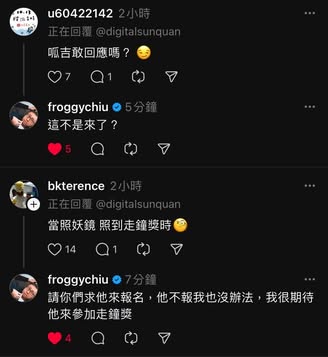 u60422142 2小時
正在回覆 @digitalsunquan
呱吉敢回應嗎？
7 1
froggychiu 5分鐘
這不是來了？
5
bkterence 2小時
正在回覆 @digitalsunquan
當照妖鏡 照到走鐘獎時
14 1
froggychiu 7分鐘
請你們求他來報名，他不報我也沒辦法，我很期待
他來參加走鐘獎
4